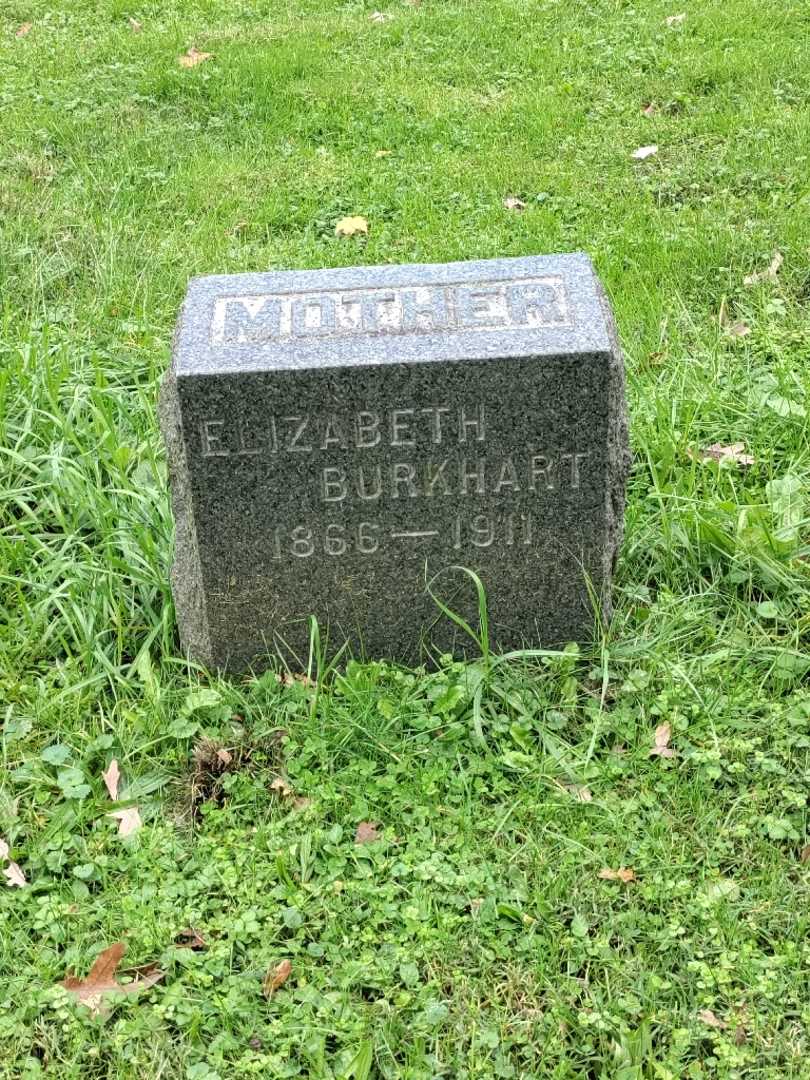 MOTHER
ELIZABETH
BURKHART
1866 — 1911